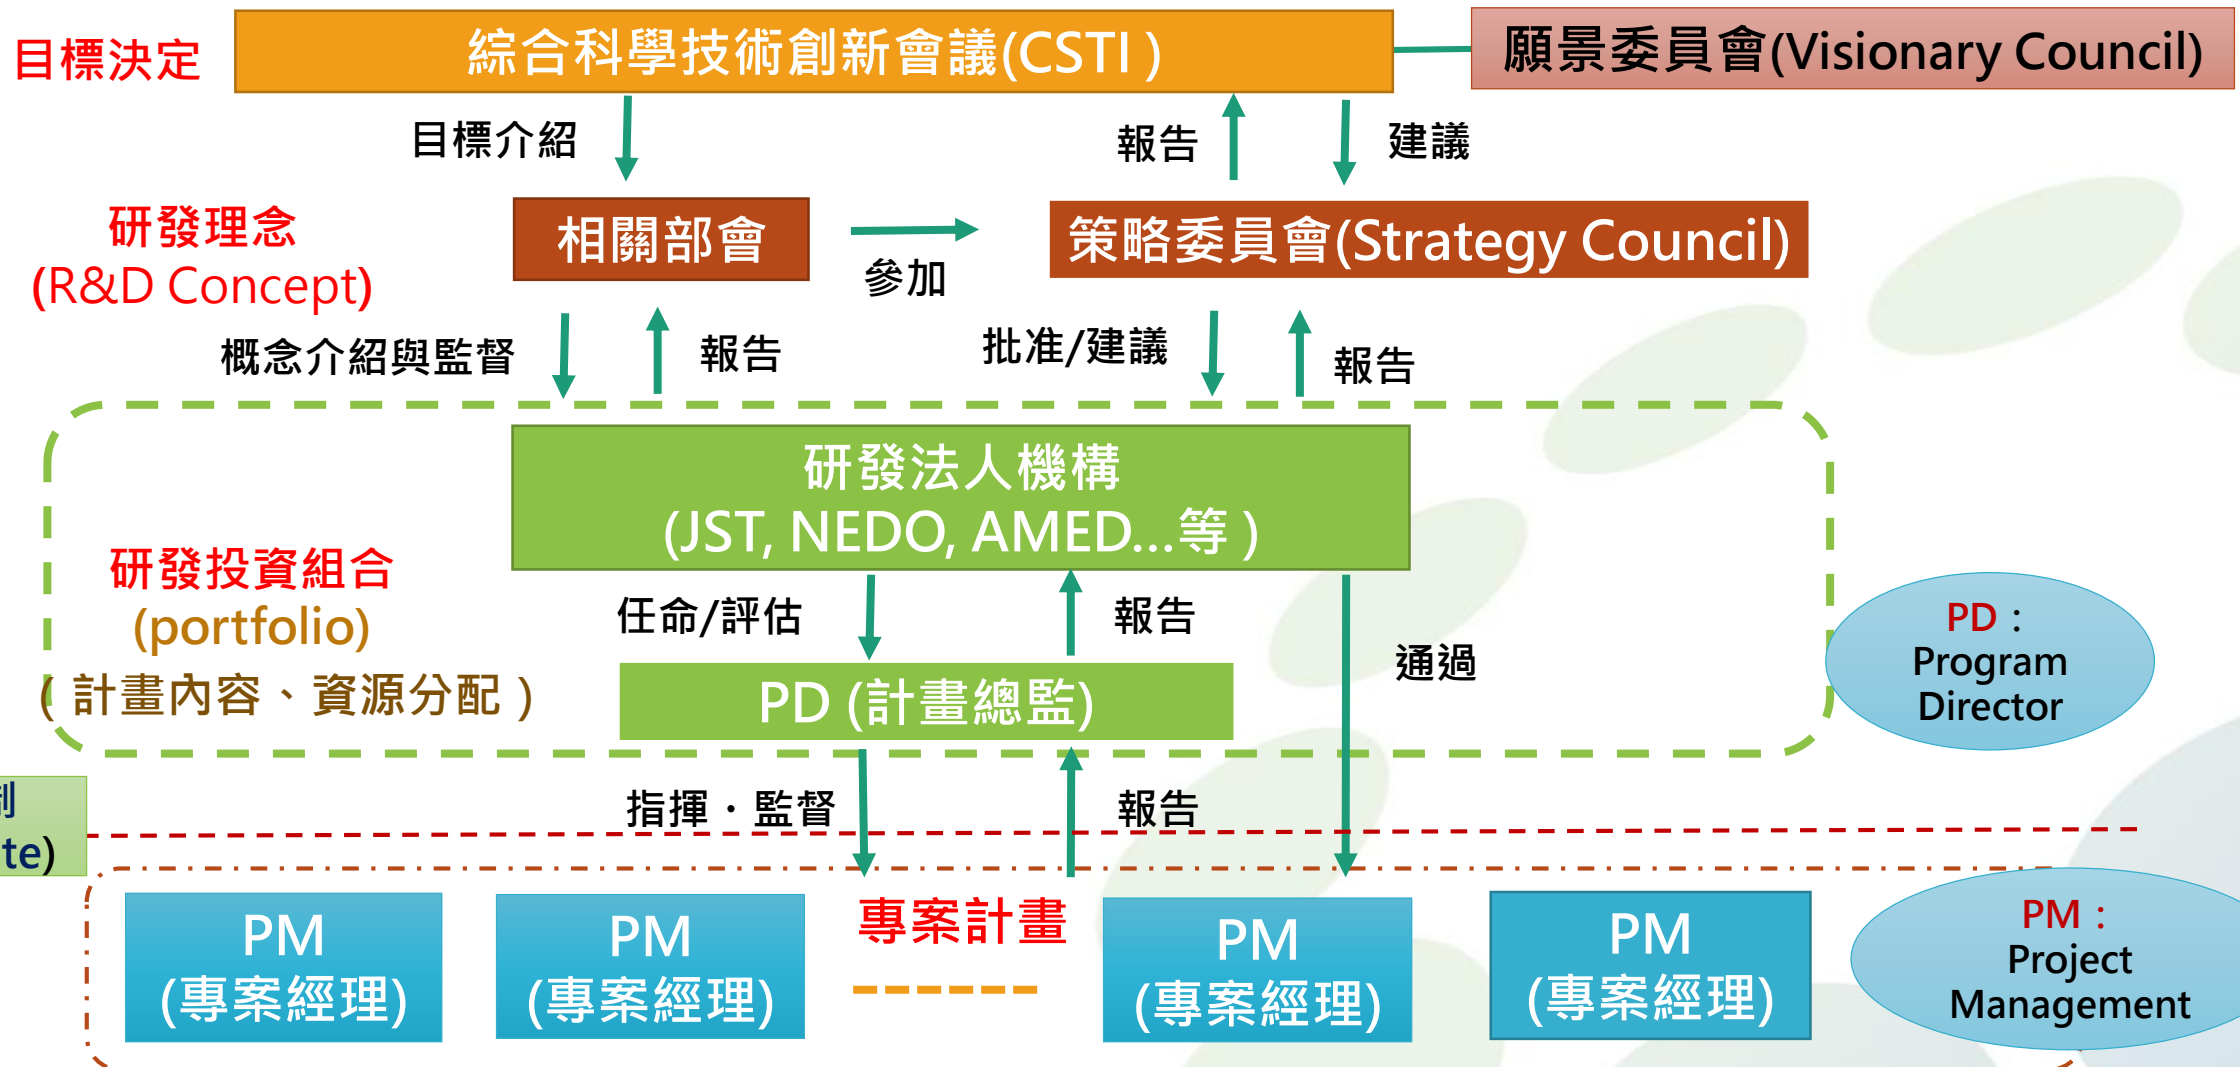 目標決定
綜合科學技術創新會議(CSTI )
願景委員會(Visionary Council)
目標介紹
報告
建議
研發理念
(R&D Concept)
相關部會
參加
策略委員會(Strategy Council)
概念介紹與監督
報告
批准/建議
報告
研發法人機構
(JST, NEDO, AMED...等 )
研發投資組合
(portfolio)
( 計畫內容、資源分配 )
任命/評估
報告
通過
PD (計畫總監)
PD：
Program
Director
制
te)
指揮．監督
報告
PM
(專案經理)
PM
(專案經理)
專案計畫
PM
(專案經理)
PM
(專案經理)
PM：
Project
Management